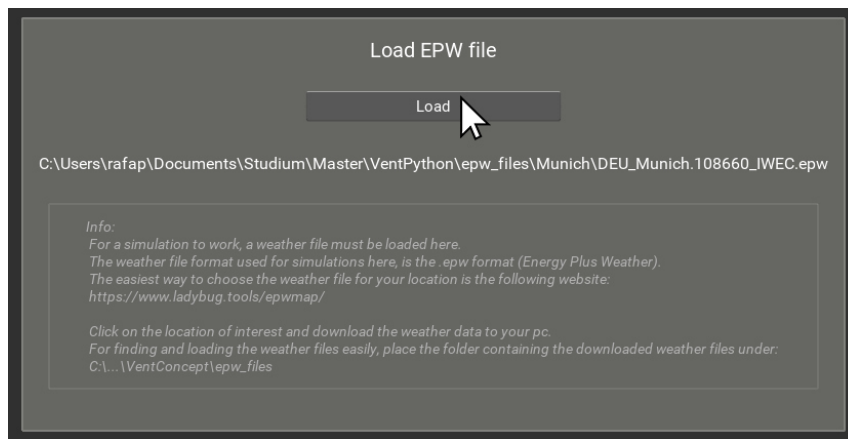 Load EPW file
Load
C:\Users\rafap\Documents\Studium\Master\VentPython\epw_files\Munich\DEU_Munich.108660_IWEC.epw
Info:
For a simulation to work, a weather file must be loaded here.
The weather file format used for simulations here, is the .epw format (Energy Plus Weather).
The easiest way to choose the weather file for your location is the following website:
https://www.ladybug.tools/epwmap/
Click on the location of interest and download the weather data to your pc.
For finding and loading the weather files easily, place the folder containing the downloaded weather files under:
C:\...\VentConcept\epw_files